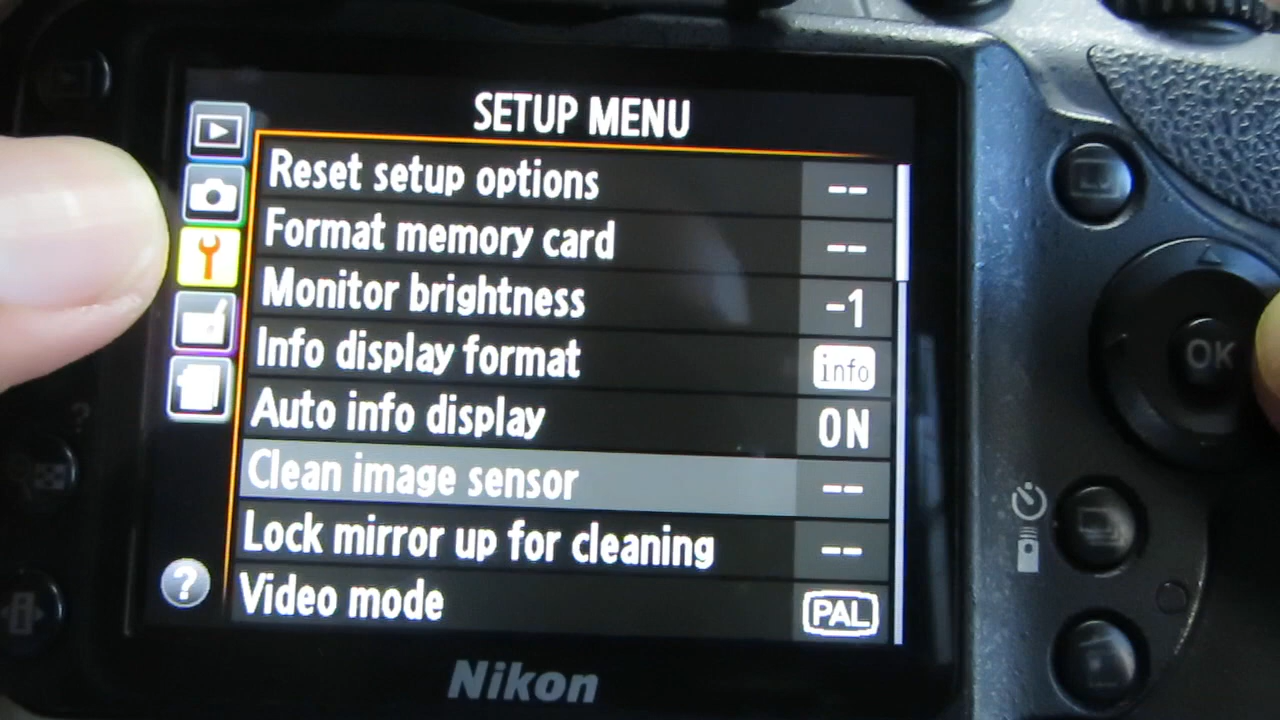 SETUP MENU
Reset setup options --
Format memory card --
Monitor brightness -1
Info display format info
Auto info display ON
Clean image sensor --
Lock mirror up for cleaning --
Video mode PAL
?
?
OK
Nikon